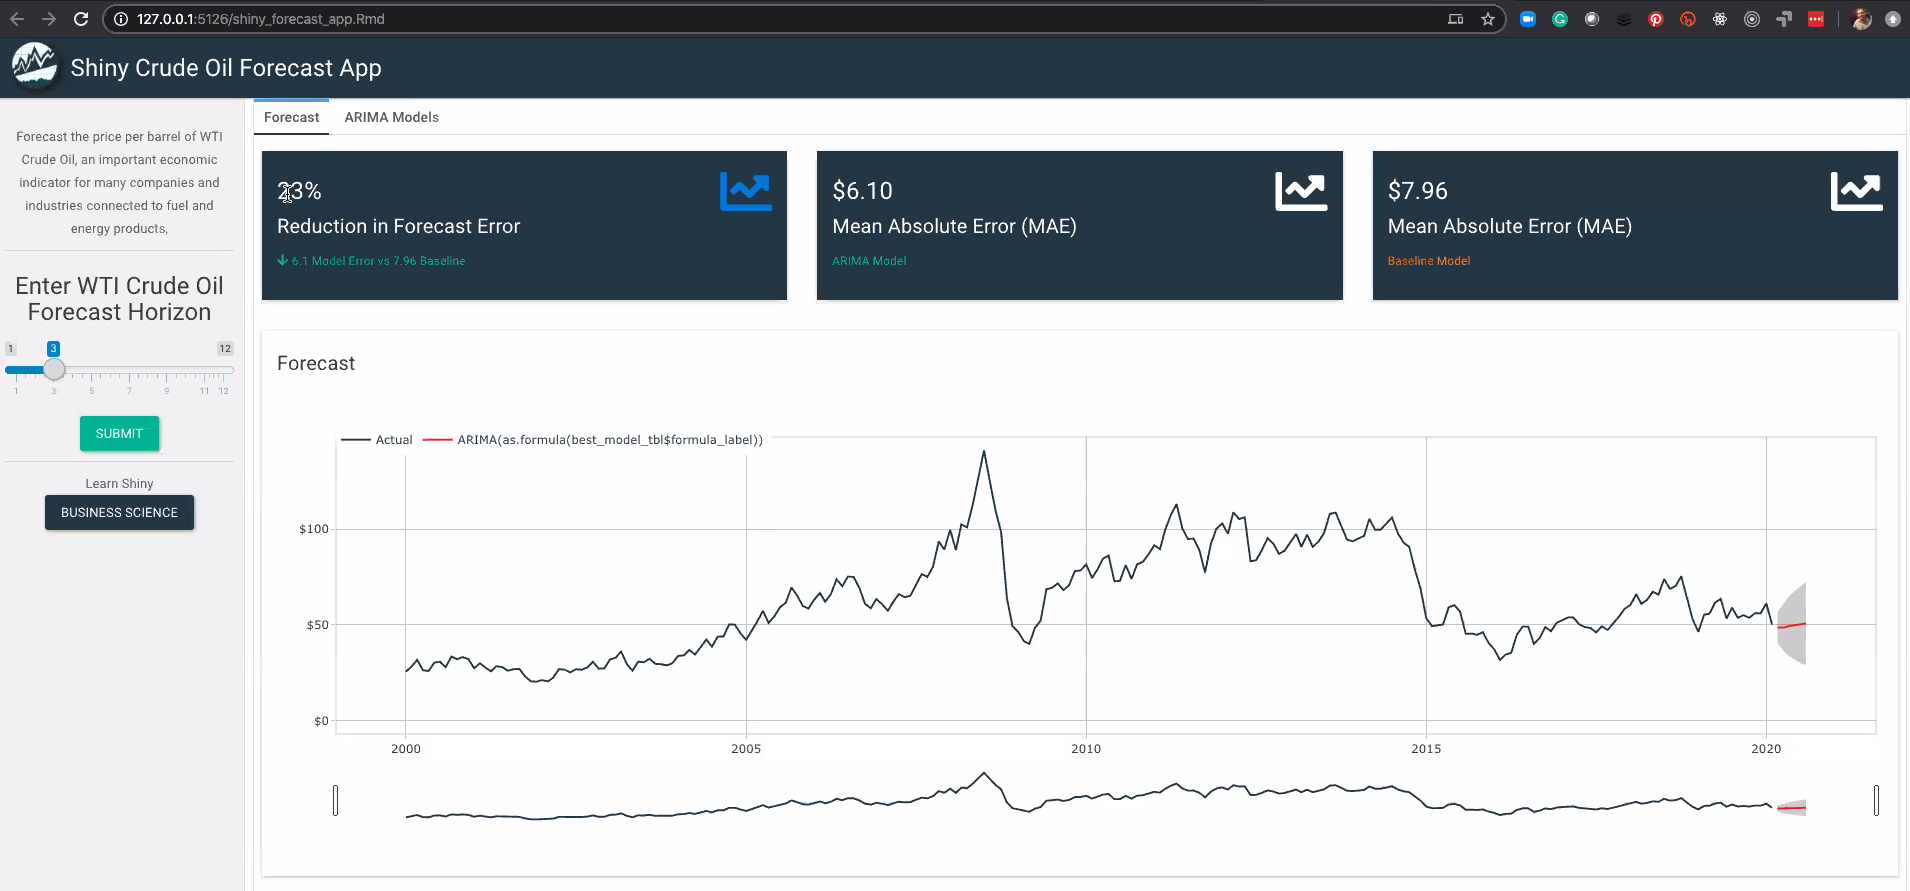 127.0.0.1:5126/shiny_forecast_app.Rmd
Shiny Crude Oil Forecast App
Forecast the price per barrel of WTI
Crude Oil, an important economic
indicator for many companies and
industries connected to fuel and
energy products,
Enter WTI Crude Oil
Forecast Horizon
1 3 12
1 3 5 7 9 11 12
SUBMIT
Learn Shiny
BUSINESS SCIENCE
Forecast ARIMA Models
23%
Reduction in Forecast Error
6.1 Model Error vs 7.96 Baseline
$6.10
Mean Absolute Error (MAE)
ARIMA Model
$7.96
Mean Absolute Error (MAE)
Baseline Model
Forecast
Actual ARIMA(as.formula(best_model_tbl$formula_label))
$100
$50
$0
2000 2005 2010 2015 2020